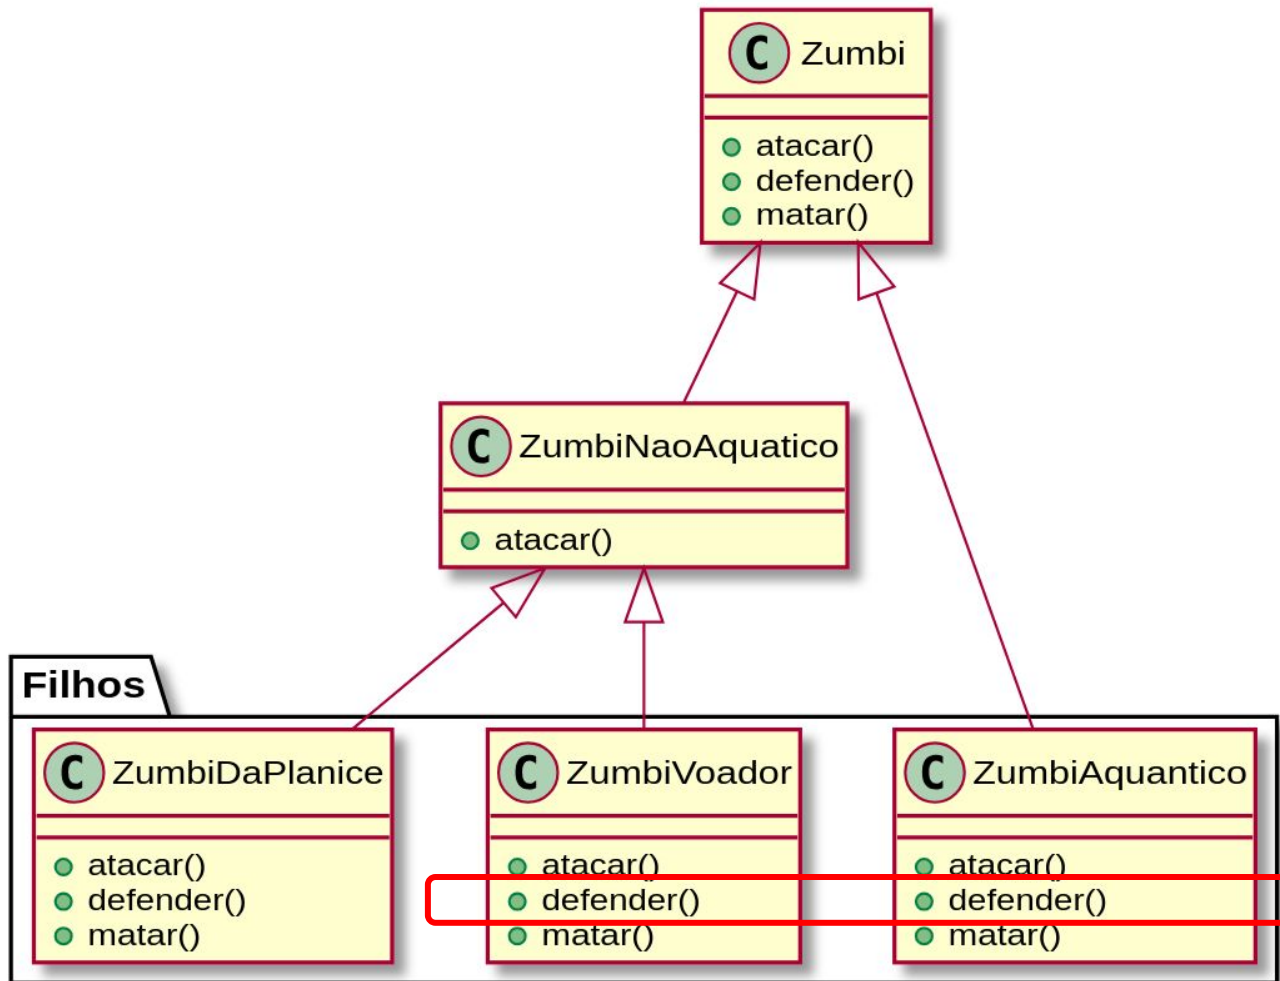 C Zumbi
atacar()
defender()
matar()
C ZumbiNaoAquatico
atacar()
Filhos
C ZumbiDaPlanice
atacar()
defender()
matar()
C ZumbiVoador
atacar()
defender()
matar()
C ZumbiAquantico
atacar()
defender()
matar()